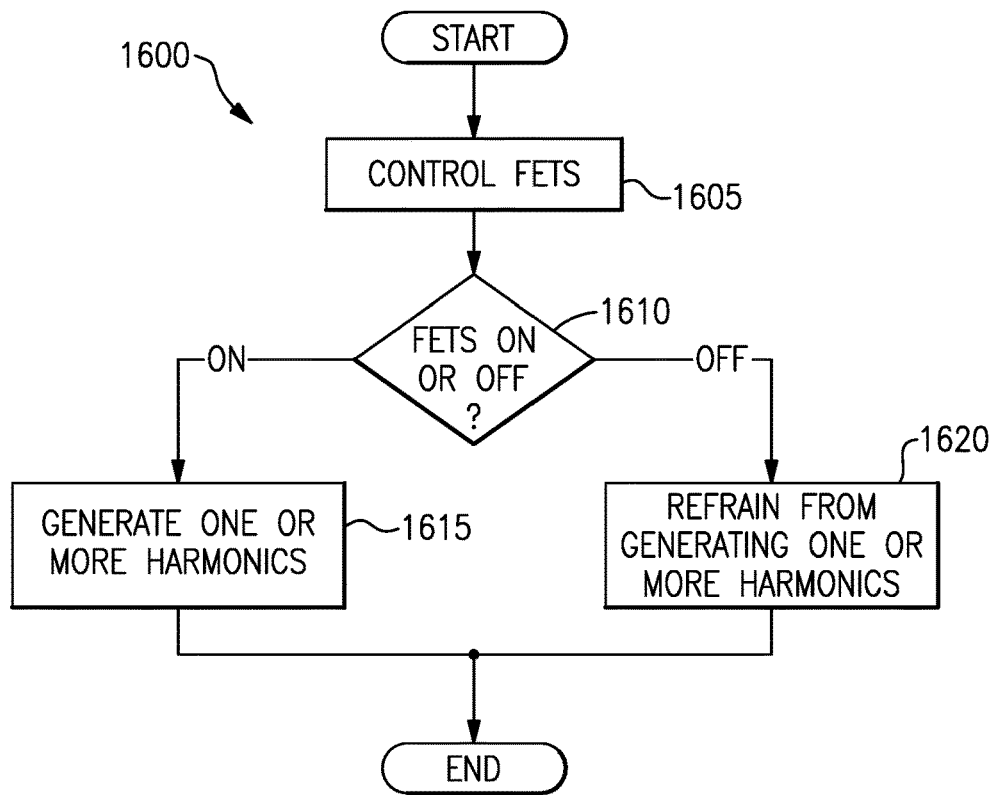 START
1600
CONTROL FETS
1605
1610
FETS ON
OR OFF
?
ON
OFF
1620
GENERATE ONE OR
MORE HARMONICS
1615
REFRAIN FROM
GENERATING ONE OR
MORE HARMONICS
END